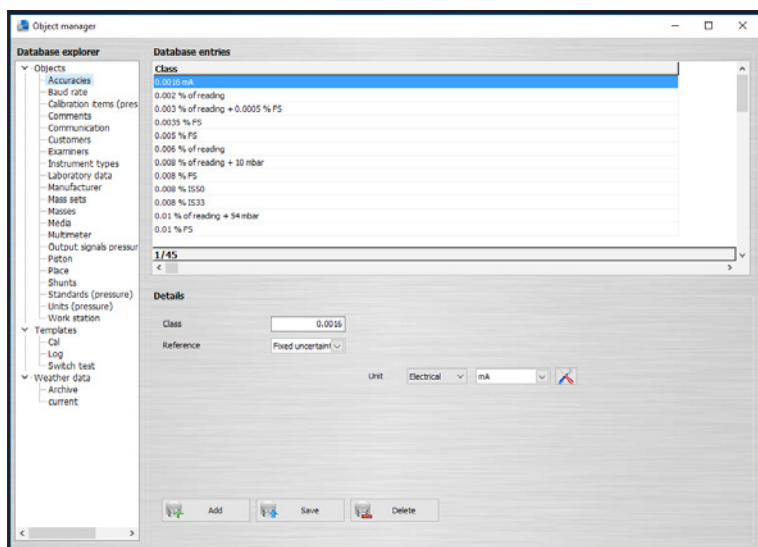 Object manager
Database explorer
Objects
Accuracies
Baud rate
Calibration items (pres
Comments
Communication
Customers
Examiners
Instrument types
Laboratory data
Manufacturer
Mass sets
Masses
Media
Multimeter
Output signals pressur
Piston
Place
Shunts
Standards (pressure)
Units (pressure)
Work station
Templates
Cal
Log
Switch test
Weather data
Archive
current
Database entries
Class
0.0016 mA
0.002 % of reading
0.003 % of reading + 0.0005 % FS
0.0035 % FS
0.005 % FS
0.006 % of reading
0.008 % of reading + 10 mbar
0.008 % FS
0.008 % IS50
0.008 % IS33
0.01 % of reading + 54 mbar
0.01 % FS
1/45
Details
Class 0.0016
Reference Fixed uncertaint
Unit Electrical mA
Add Save Delete